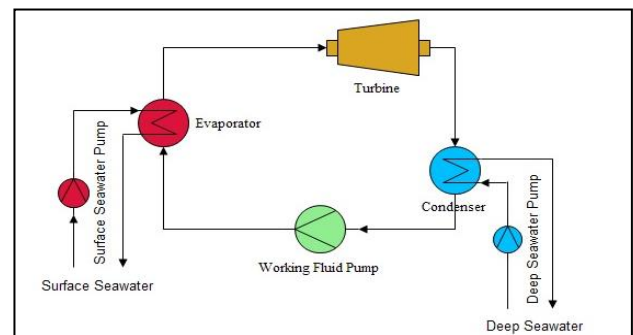 Turbine
Evaporator
Surface Seawater Pump
Condenser
Deep Seawater Pump
Working Fluid Pump
Surface Seawater
Deep Seawater